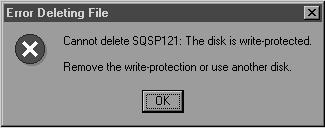 Error Deleting File
Cannot delete SQSP121: The disk is write-protected.
Remove the write-protection or use another disk.
OK